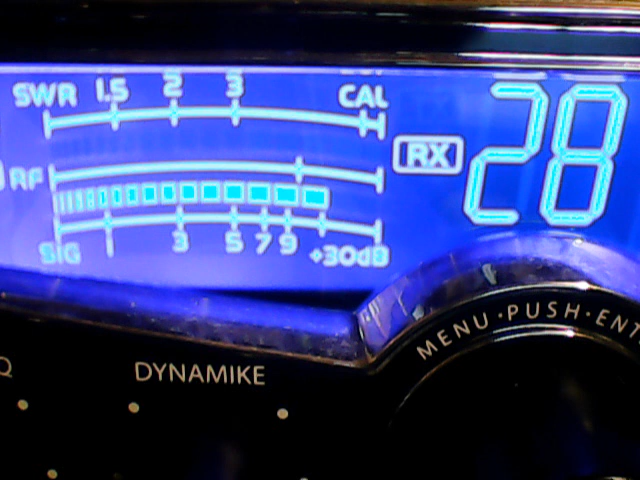 SWR 1.5 2 3 CAL
RX 28
RF
SIG 1 3 5 7 9 +30dB
MENU·PUSH·ENT
Q DYNAMIKE